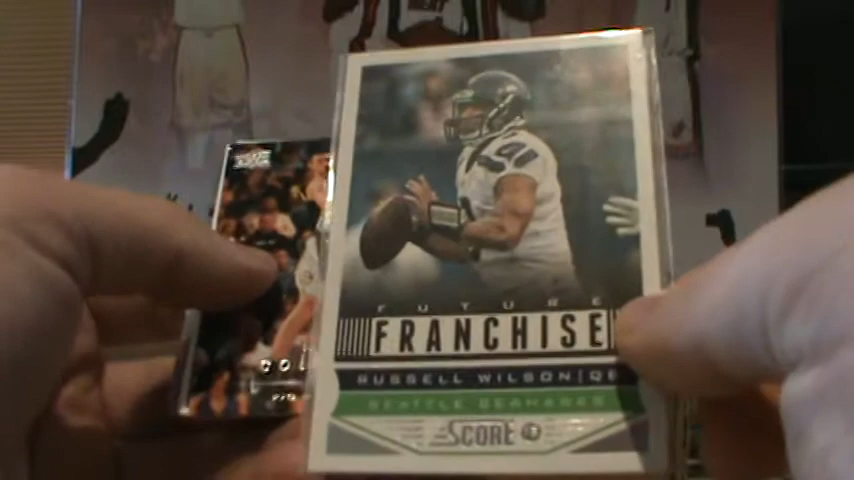 FUTURE
FRANCHISE
RUSSELL WILSON | QB
SEATTLE SEAHAWKS
SCORE